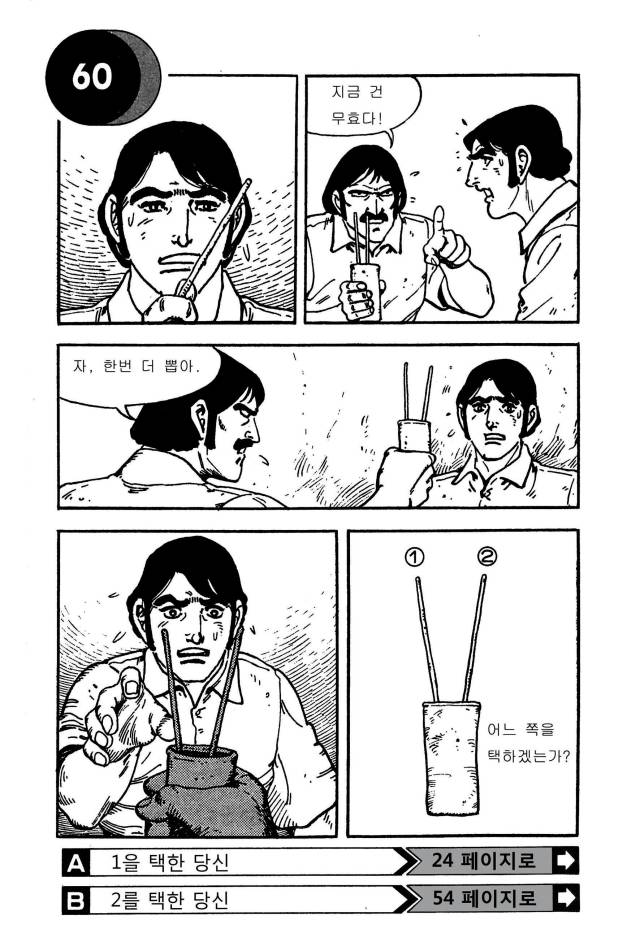 60
지금 건
무효다!
자, 한번 더 뽑아.
① ②
어느 쪽을
택하겠는가?
A 1을 택한 당신 24 페이지로
B 2를 택한 당신 54 페이지로